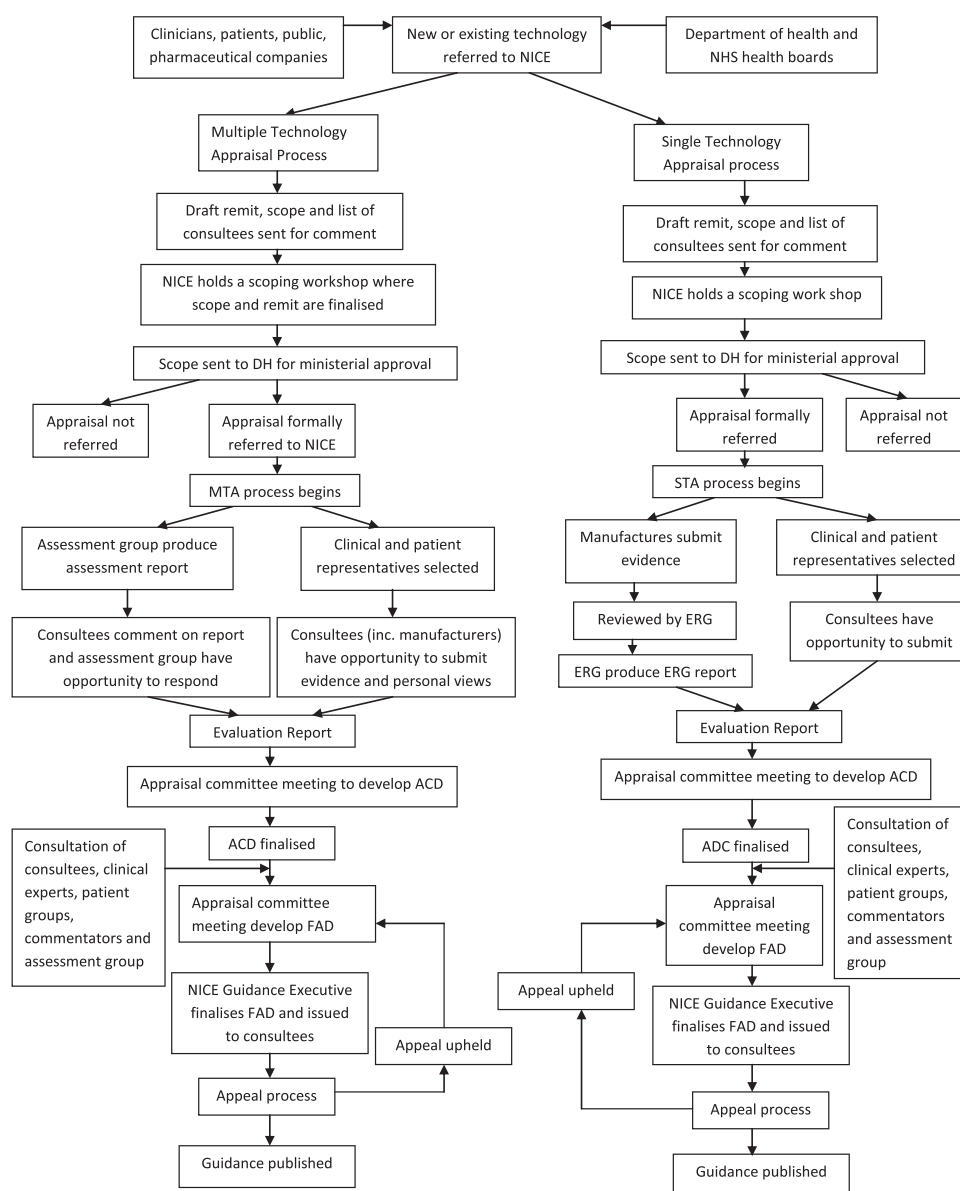 Clinicians, patients, public,
pharmaceutical companies
New or existing technology
referred to NICE
Department of health and
NHS health boards
Multiple Technology
Appraisal Process
Draft remit, scope and list of
consultees sent for comment
NICE holds a scoping workshop where
scope and remit are finalised
Scope sent to DH for ministerial approval
Appraisal not
referred
Appraisal formally
referred to NICE
MTA process begins
Assessment group produce
assessment report
Clinical and patient
representatives selected
Consultees comment on report
and assessment group have
opportunity to respond
Consultees (inc. manufacturers)
have opportunity to submit
evidence and personal views
Evaluation Report
Appraisal committee meeting to develop ACD
ACD finalised
Consultation of
consultees, clinical
experts, patient
groups,
commentators and
assessment group
Appraisal committee
meeting develop FAD
NICE Guidance Executive
finalises FAD and issued
to consultees
Appeal upheld
Appeal process
Guidance published
Single Technology
Appraisal process
Draft remit, scope and list of
consultees sent for comment
NICE holds a scoping work shop
Scope sent to DH for ministerial approval
Appraisal formally
referred
Appraisal not
referred
STA process begins
Manufactures submit
evidence
Clinical and patient
representatives selected
Reviewed by ERG
Consultees have
opportunity to submit
ERG produce ERG report
Evaluation Report
Appraisal committee meeting to develop ACD
ADC finalised
Consultation of
consultees,
clinical experts,
patient groups,
commentators
and assessment
group
Appraisal
committee meeting
develop FAD
Appeal upheld
NICE Guidance Executive
finalises FAD and issued
to consultees
Appeal process
Guidance published